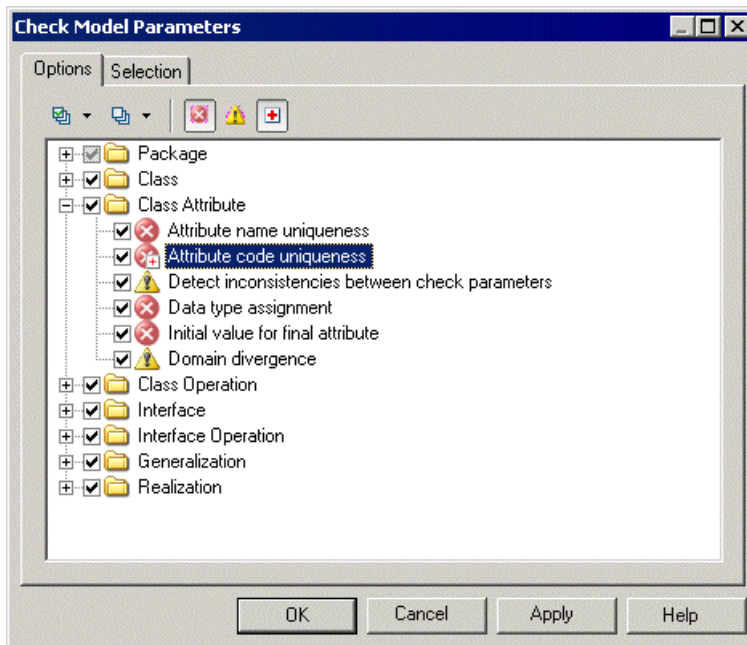 Check Model Parameters
Options Selection
Package
Class
Class Attribute
Attribute name uniqueness
Attribute code uniqueness
Detect inconsistencies between check parameters
Data type assignment
Initial value for final attribute
Domain divergence
Class Operation
Interface
Interface Operation
Generalization
Realization
OK Cancel Apply Help